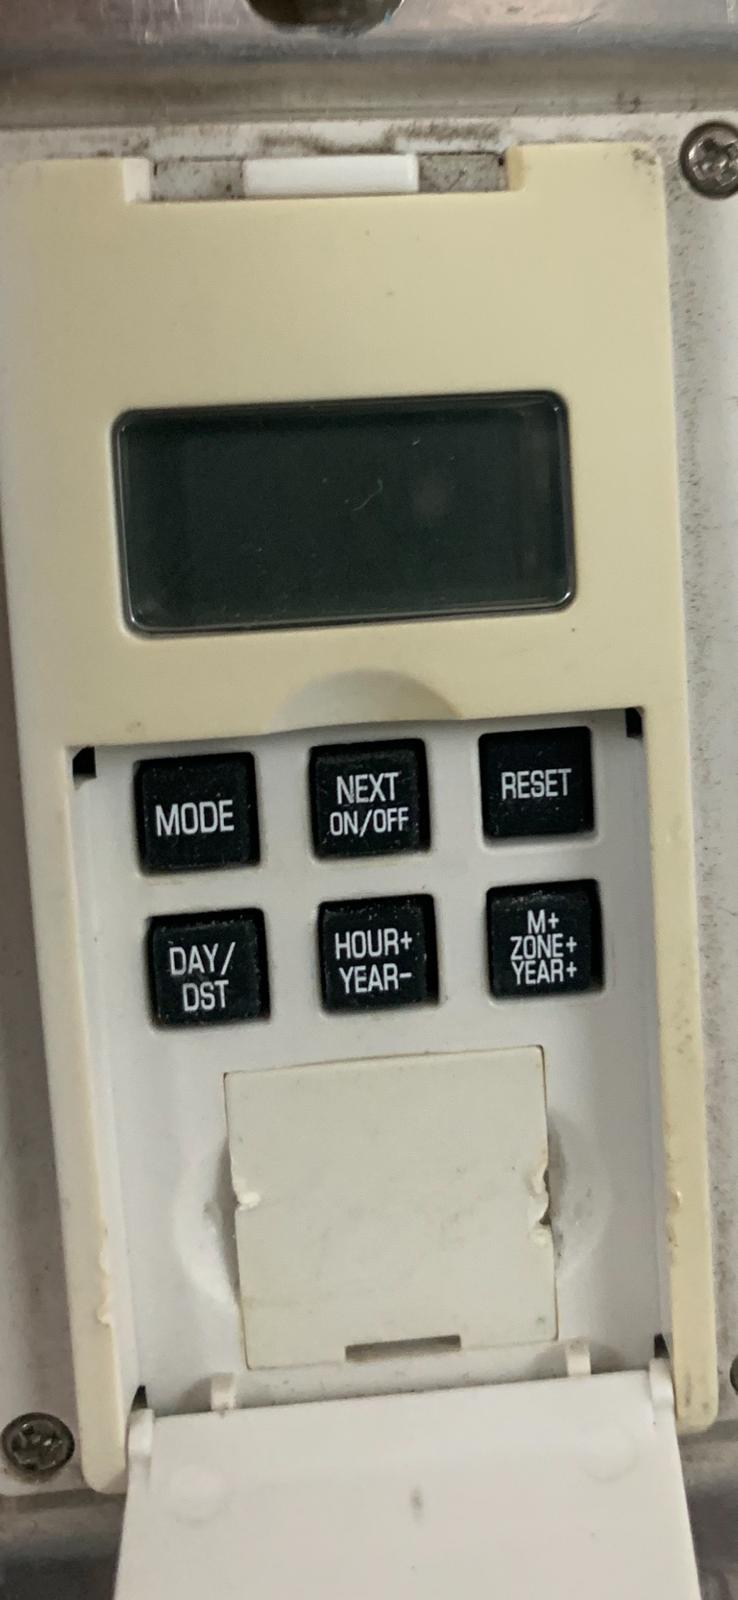 MODE
NEXT
ON/OFF
RESET
DAY/
DST
HOUR+
YEAR-
M+
ZONE+
YEAR+